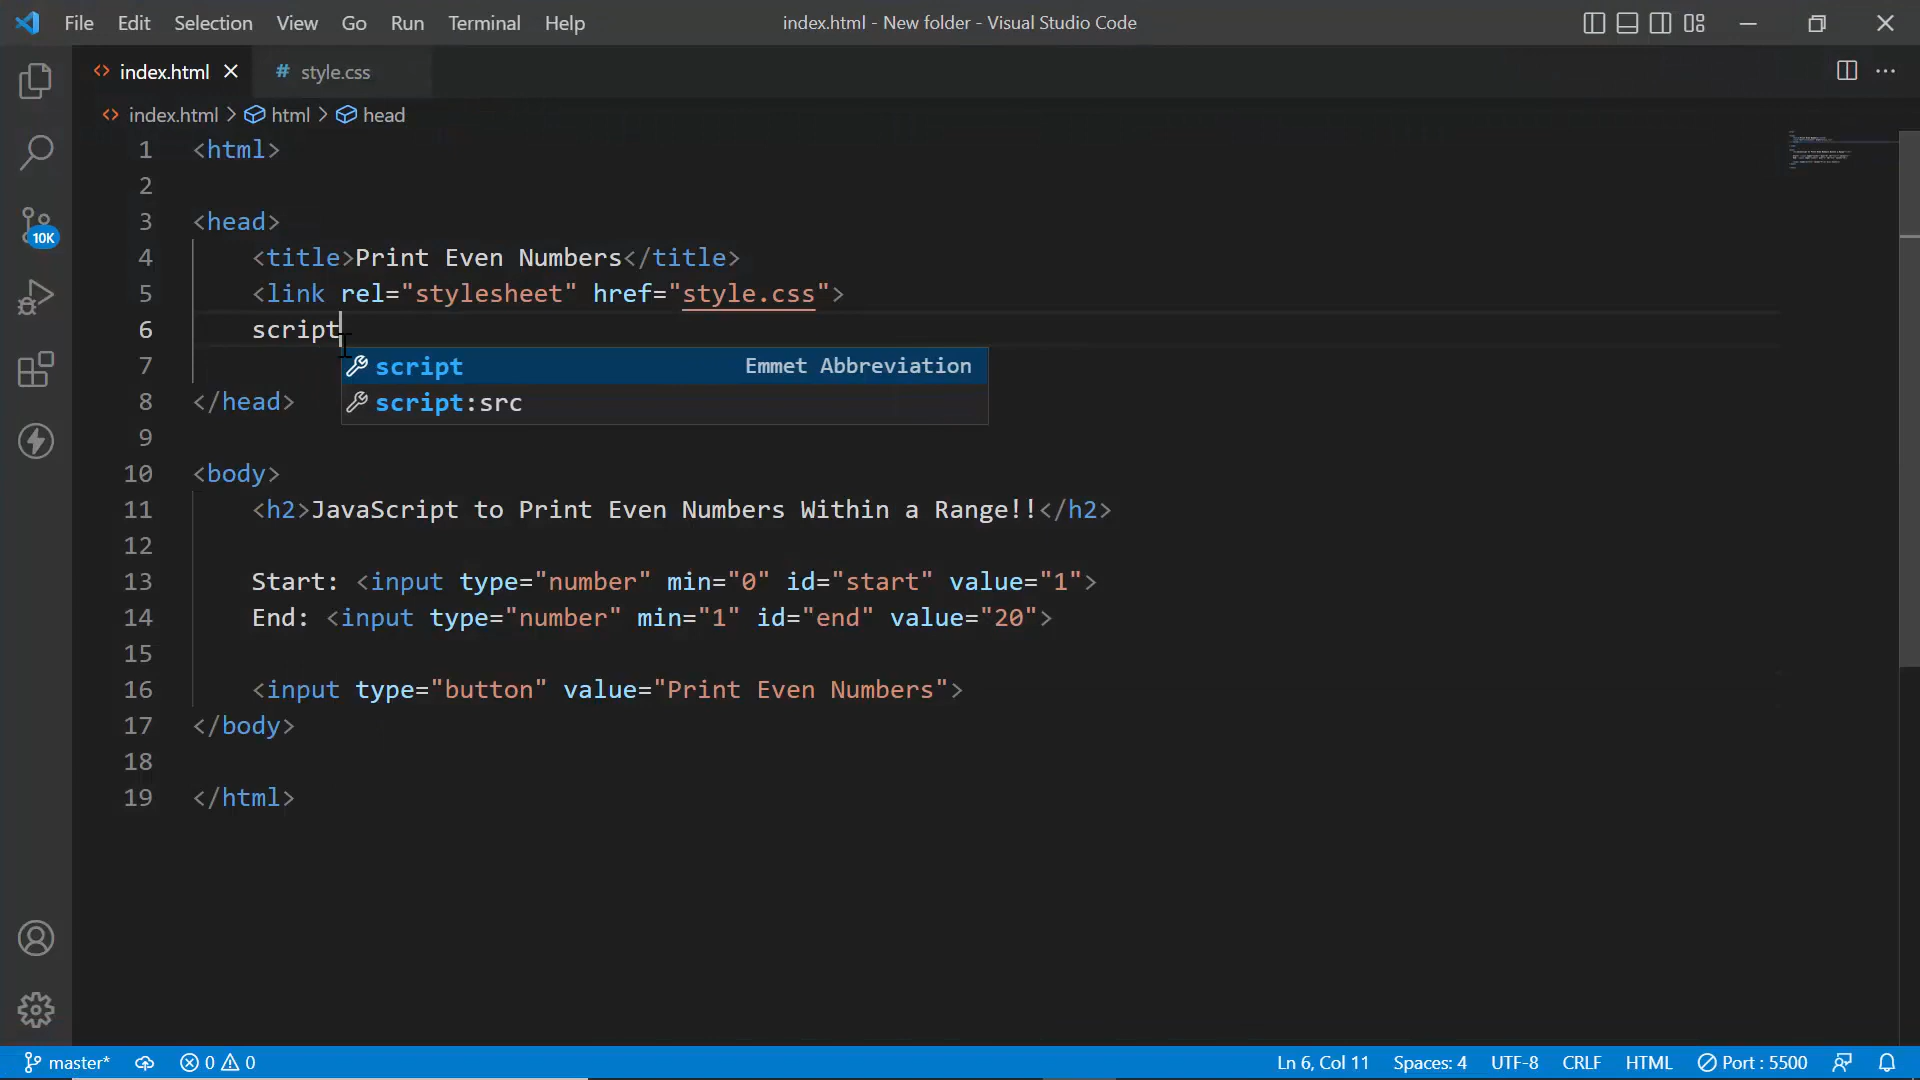 File Edit Selection View Go Run Terminal Help index.html - New folder - Visual Studio Code
index.html # style.css
index.html > html > head
1 <html>
2
3 <head>
4 <title>Print Even Numbers</title>
5 <link rel="stylesheet" href="style.css">
6 script
7 script Emmet Abbreviation
8 </head> script:src
9
10 <body>
11 <h2>JavaScript to Print Even Numbers Within a Range!!</h2>
12
13 Start: <input type="number" min="0" id="start" value="1">
14 End: <input type="number" min="1" id="end" value="20">
15
16 <input type="button" value="Print Even Numbers">
17 </body>
18
19 </html>
10K
master* 0 0 Ln 6, Col 11 Spaces: 4 UTF-8 CRLF HTML Port : 5500